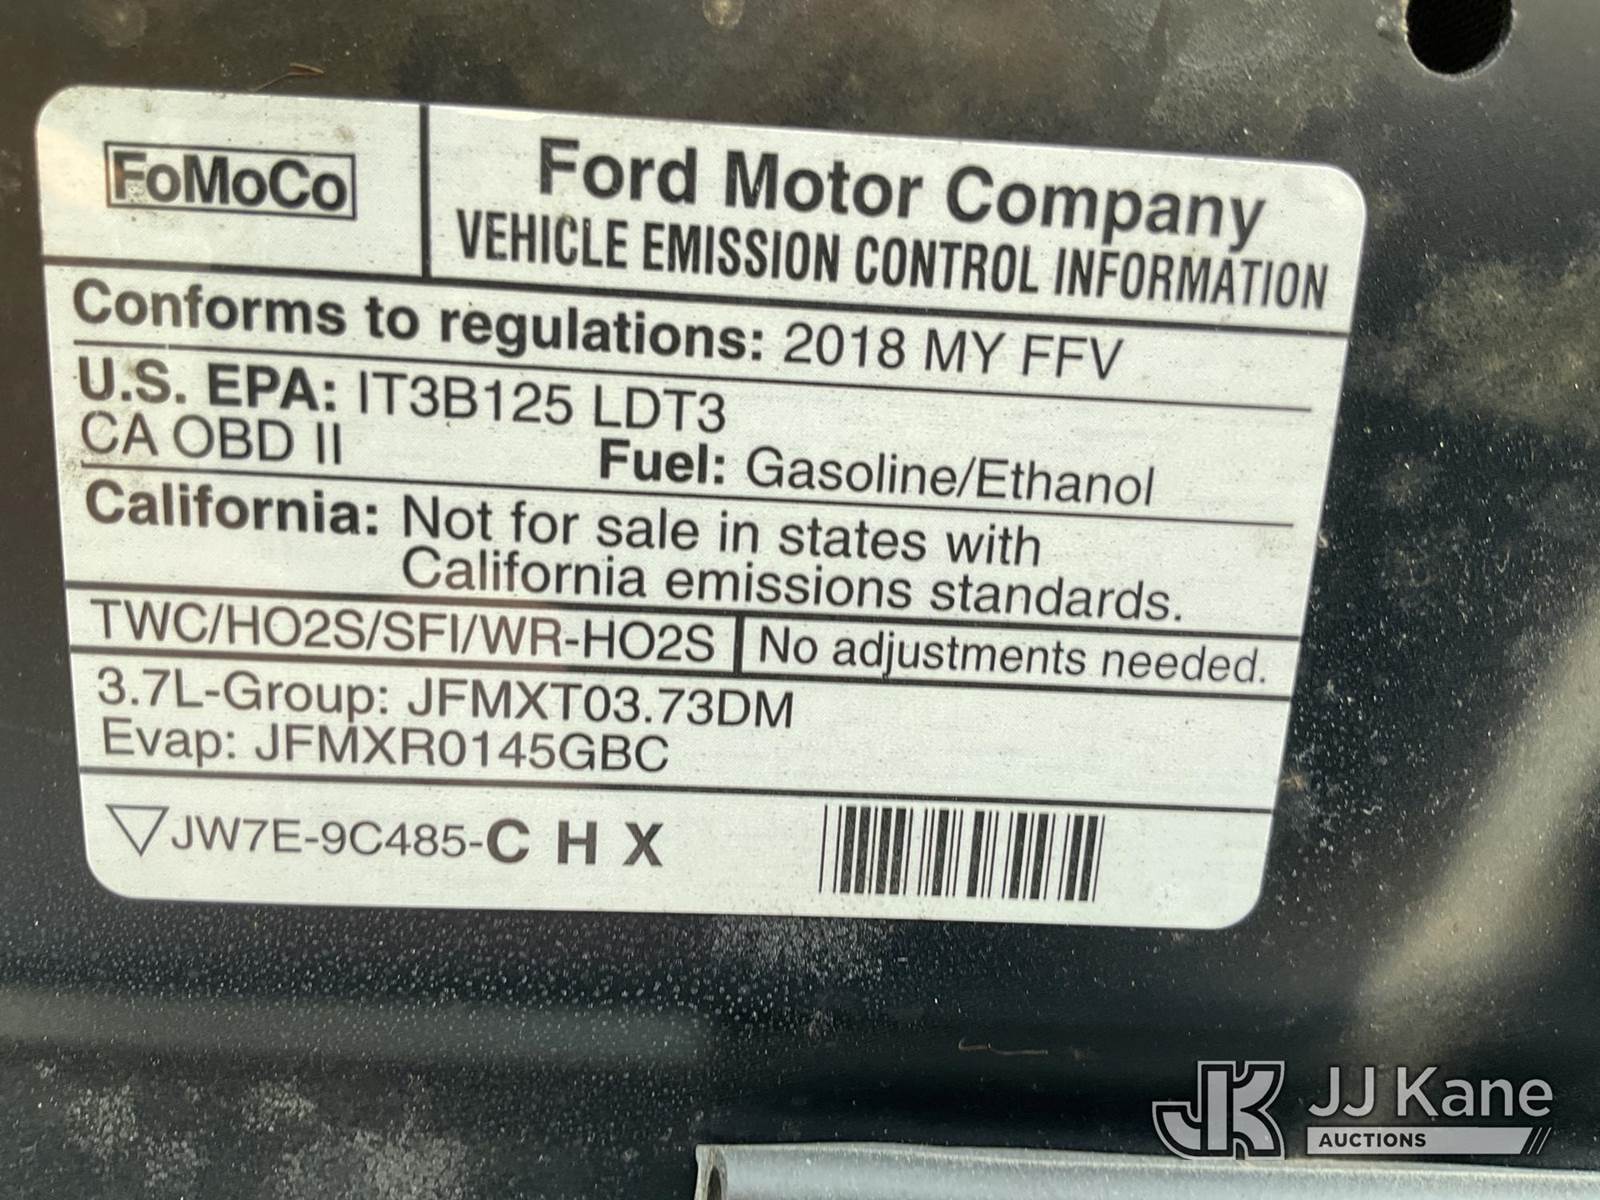 FoMoCo
Ford Motor Company
VEHICLE EMISSION CONTROL INFORMATION
Conforms to regulations: 2018 MY FFV
U.S. EPA: IT3B125 LDT3
CA OBD II Fuel: Gasoline/Ethanol
California: Not for sale in states with
California emissions standards.
TWC/HO2S/SFI/WR-HO2S No adjustments needed.
3.7L-Group: JFMXT03.73DM
Evap: JFMXR0145GBC
JW7E-9C485-C H X
JK JJ Kane
AUCTIONS